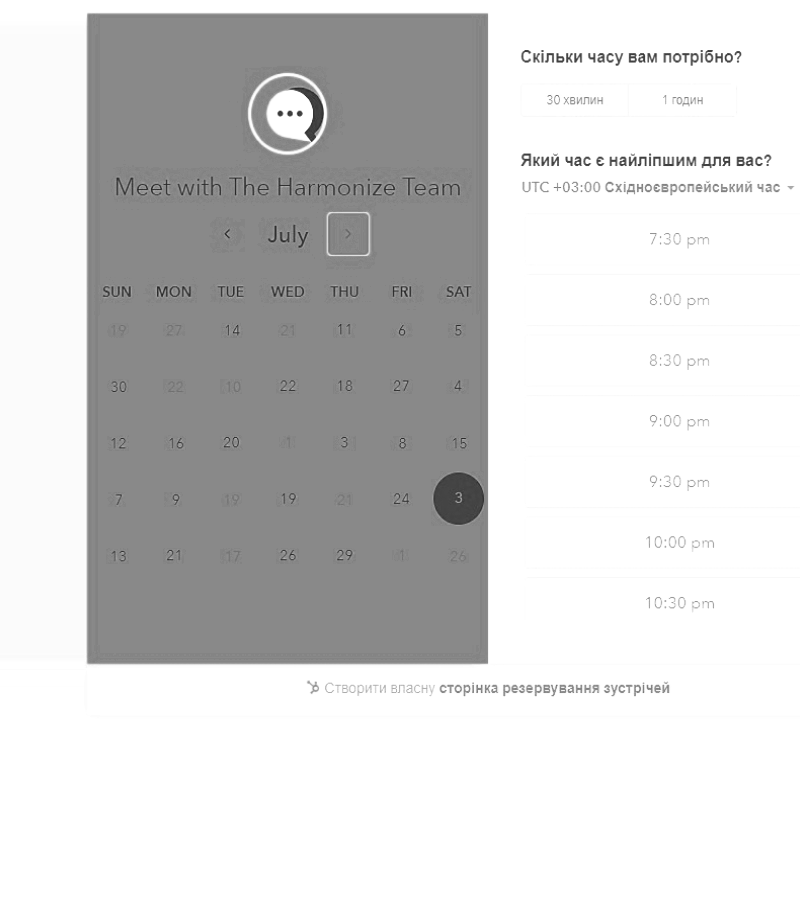 Meet with The Harmonize Team
July
SUN MON TUE WED THU FRI SAT
19 27 14 21 11 6 5
30 22 10 22 18 27 4
12 16 20 1 3 8 15
7 9 19 19 21 24 3
13 21 17 26 29 1 26
Скільки часу вам потрібно?
30 хвилин 1 годин
Який час є найліпшим для вас?
UTC +03:00 Східноєвропейський час
7:30 pm
8:00 pm
8:30 pm
9:00 pm
9:30 pm
10:00 pm
10:30 pm
Створити власну сторінка резервування зустрічей